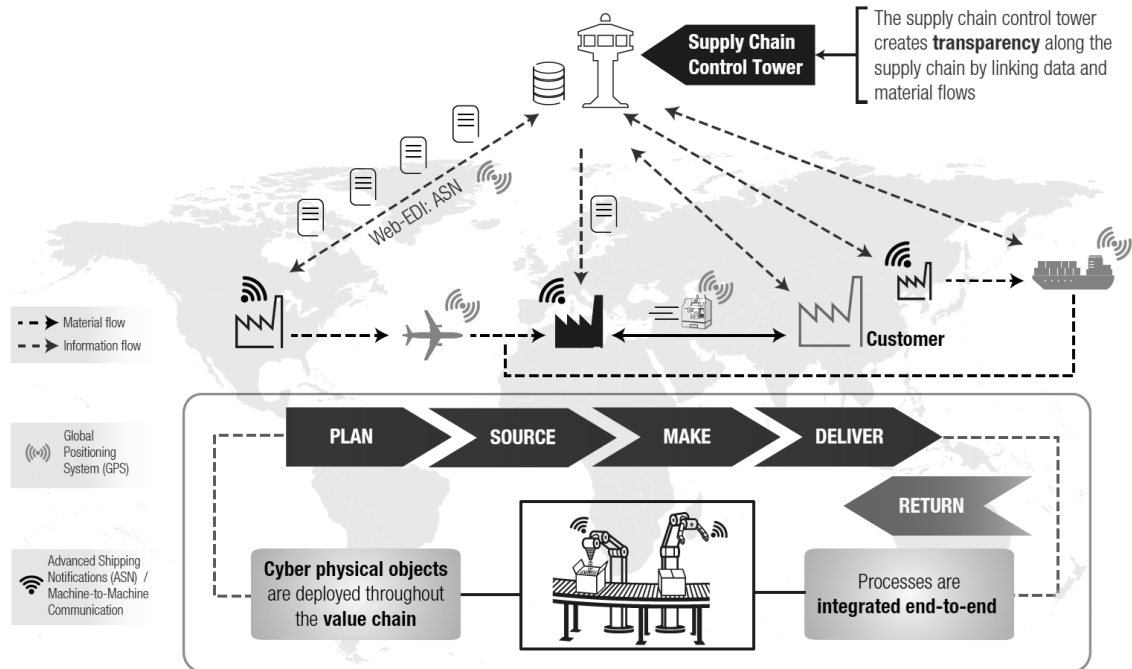 Supply Chain
Control Tower
The supply chain control tower
creates transparency along the
supply chain by linking data and
material flows
Web-EDI: ASN
Material flow
Information flow
Customer
Global
Positioning
System (GPS)
PLAN
SOURCE
MAKE
DELIVER
RETURN
Advanced Shipping
Notifications (ASN) /
Machine-to-Machine
Communication
Cyber physical objects
are deployed throughout
the value chain
Processes are
integrated end-to-end